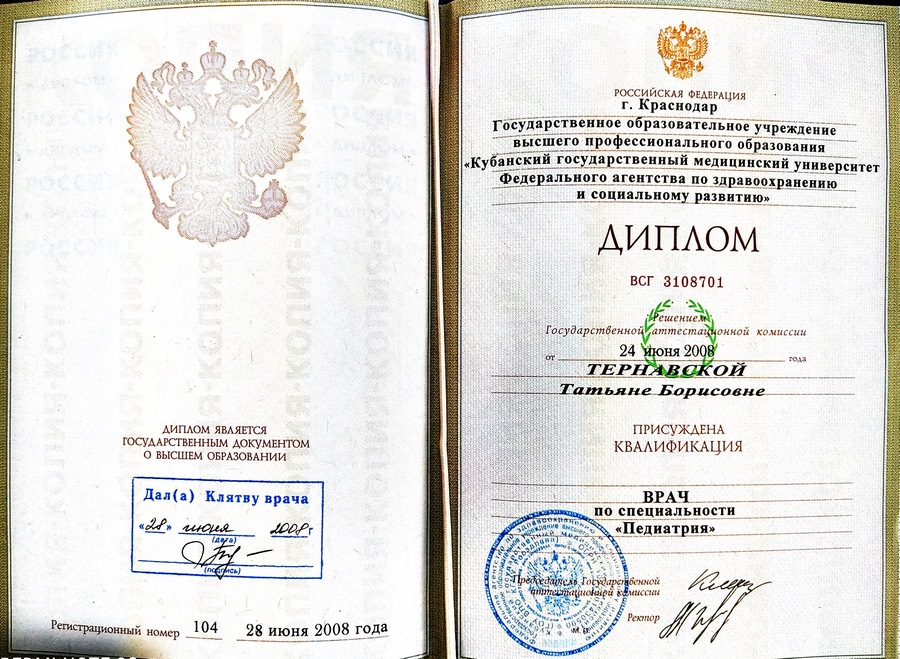 ДИПЛОМ ЯВЛЯЕТСЯ
ГОСУДАРСТВЕННЫМ ДОКУМЕНТОМ
О ВЫСШЕМ ОБРАЗОВАНИИ
Дал(а) Клятву врача
«28» июня 2008 г
(дата)
(подпись)
Регистрационный номер 104 28 июня 2008 года
РОССИЙСКАЯ ФЕДЕРАЦИЯ
г. Краснодар
Государственное образовательное учреждение
высшего профессионального образования
«Кубанский государственный медицинский университет
Федерального агентства по здравоохранению
и социальному развитию»
ДИПЛОМ
ВСГ 3108701
Решением
Государственной аттестационной комиссии
от 24 июня 2008 года
ТЕРНАВСКОЙ
Татьяне Борисовне
ПРИСУЖДЕНА
КВАЛИФИКАЦИЯ
ВРАЧ
по специальности
«Педиатрия»
Председатель Государственной
аттестационной комиссии
Ректор
М.П.